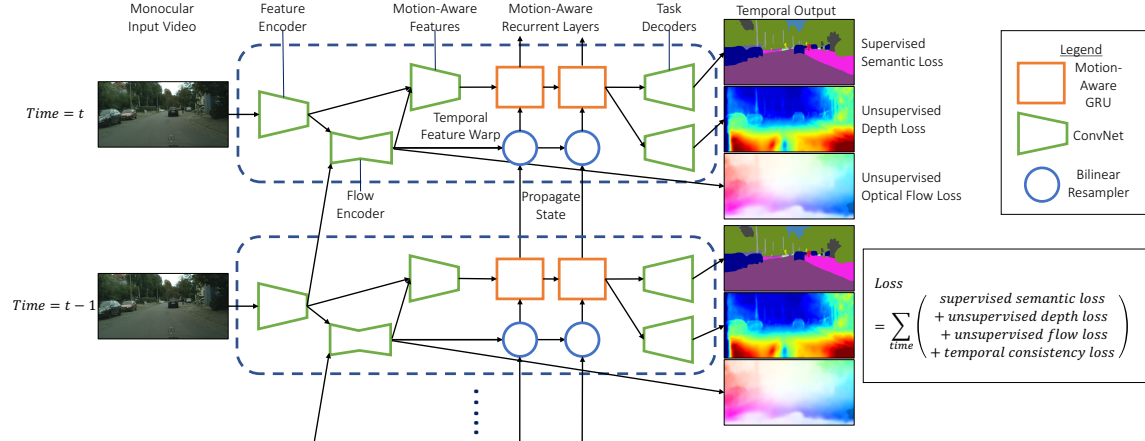 Monocular
Input Video
Feature
Encoder
Motion-Aware
Features
Motion-Aware
Recurrent Layers
Task
Decoders
Temporal Output
Time = t
Temporal
Feature Warp
Flow
Encoder
Propagate
State
Supervised
Semantic Loss
Unsupervised
Depth Loss
Unsupervised
Optical Flow Loss
Legend
Motion-
Aware
GRU
ConvNet
Bilinear
Resampler
Time = t − 1
Loss
= ∑ time ( supervised semantic loss
+ unsupervised depth loss
+ unsupervised flow loss
+ temporal consistency loss )